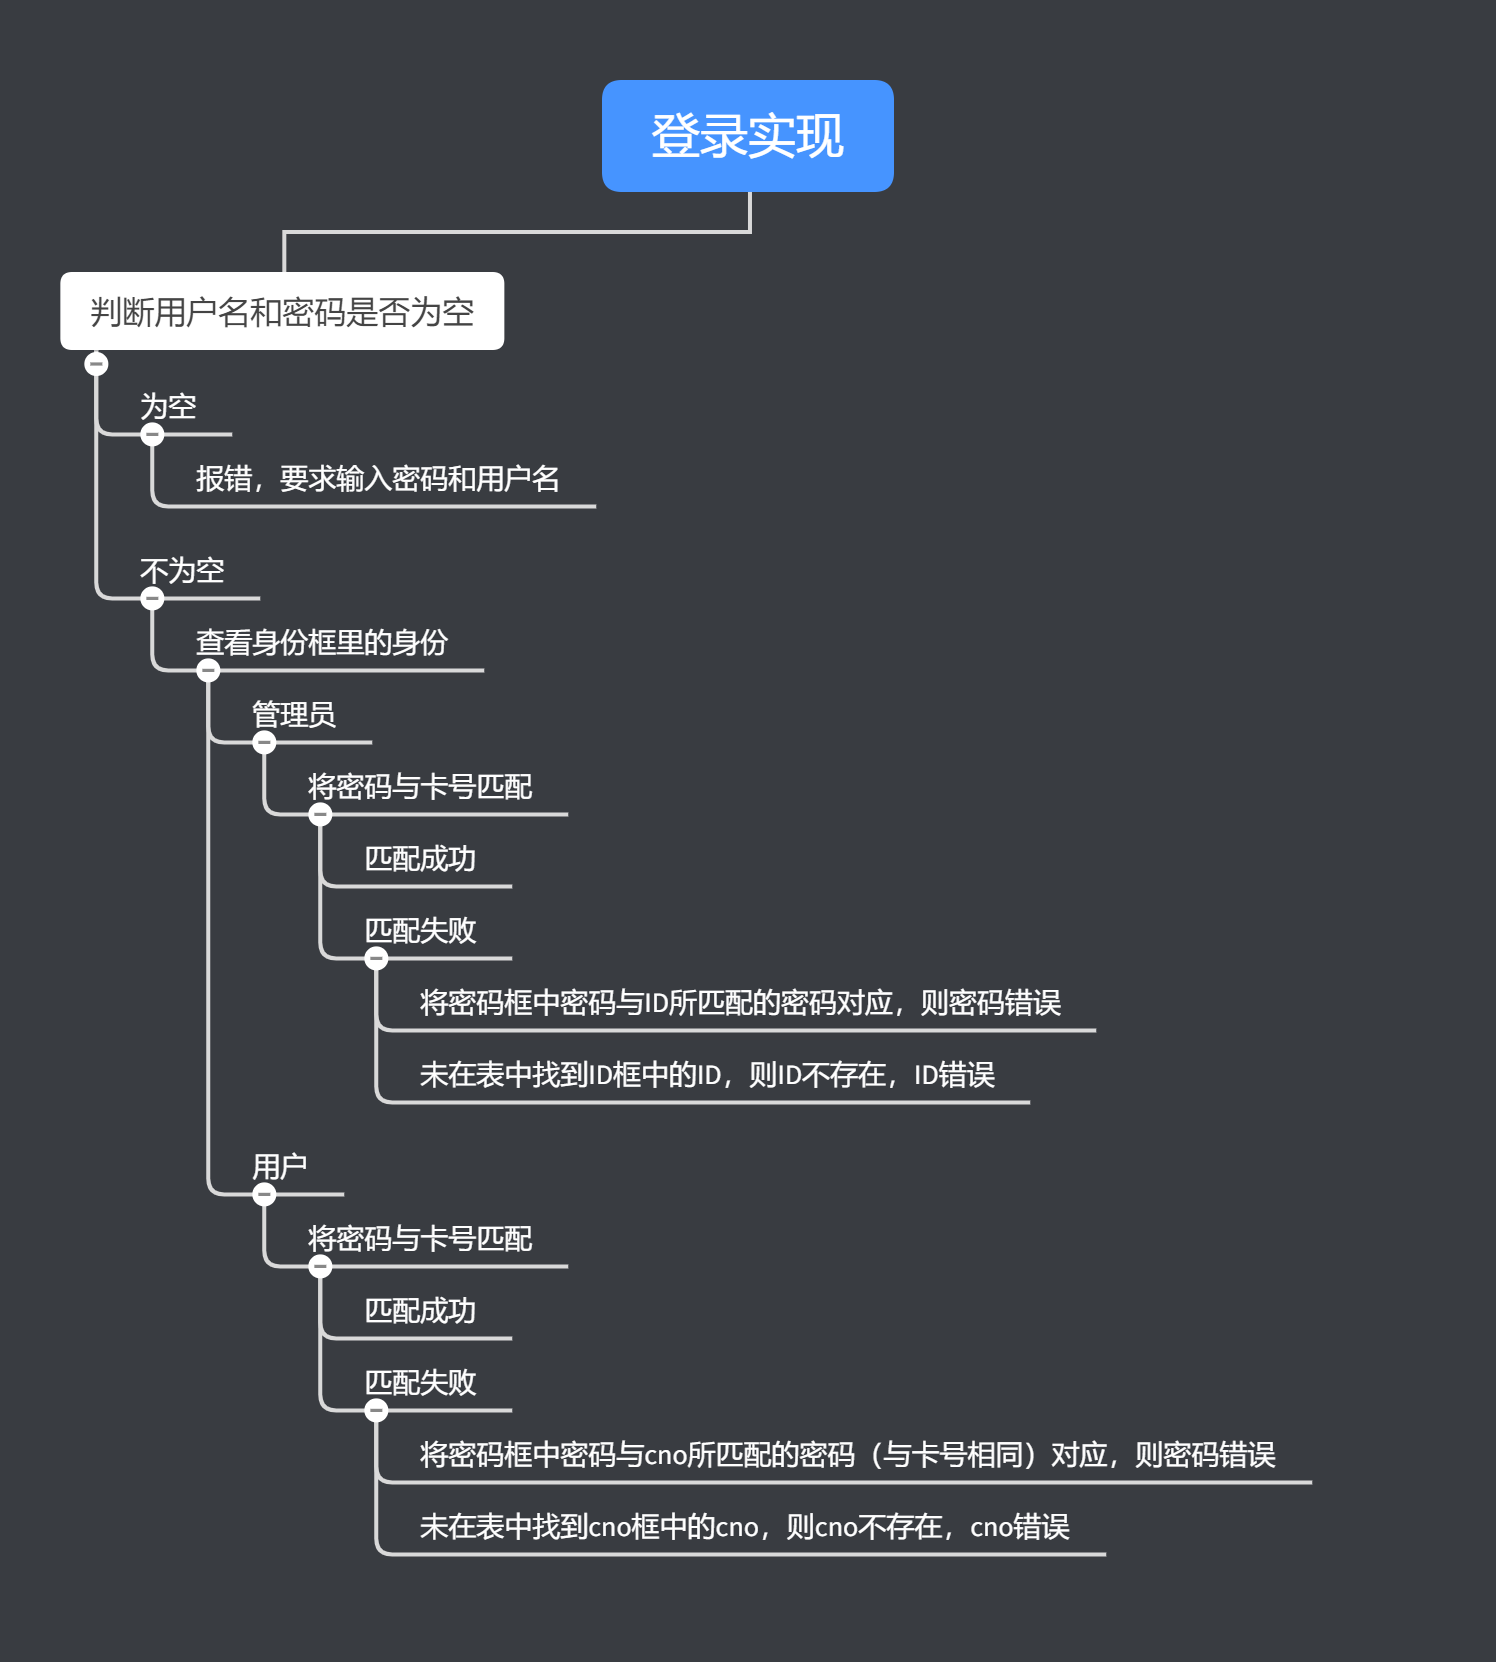 登录实现
判断用户名和密码是否为空
为空
报错，要求输入密码和用户名
不为空
查看身份框里的身份
管理员
将密码与卡号匹配
匹配成功
匹配失败
将密码框中密码与ID所匹配的密码对应，则密码错误
未在表中找到ID框中的ID，则ID不存在，ID错误
用户
将密码与卡号匹配
匹配成功
匹配失败
将密码框中密码与cno所匹配的密码（与卡号相同）对应，则密码错误
未在表中找到cno框中的cno，则cno不存在，cno错误